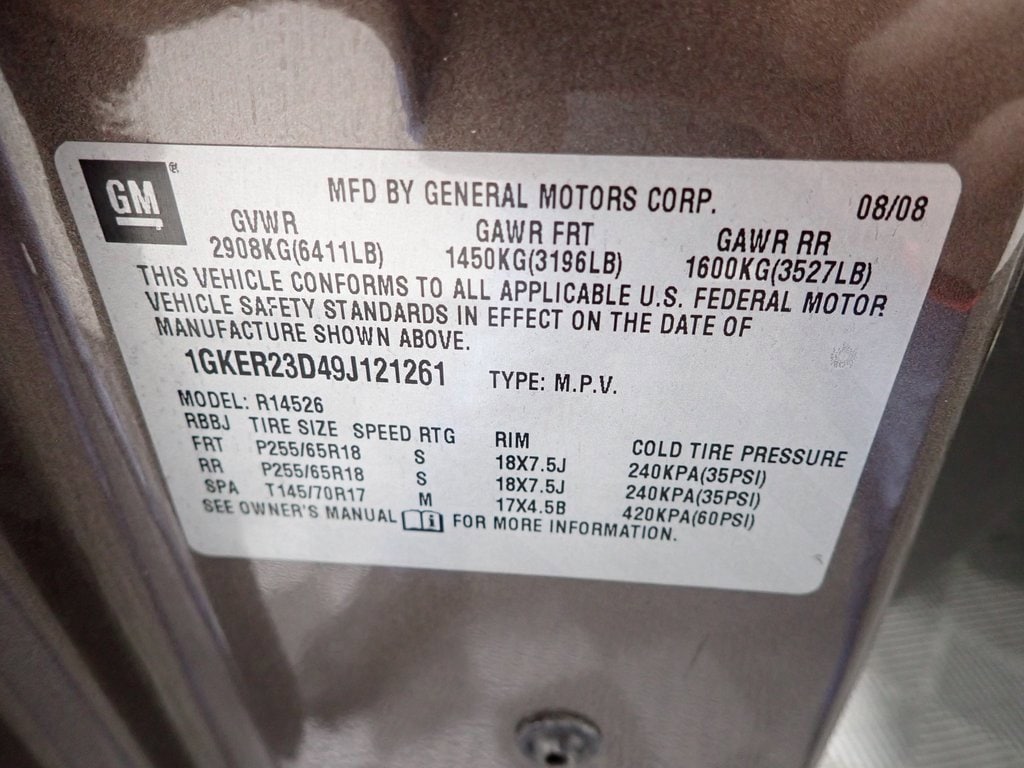 GM ®
MFD BY GENERAL MOTORS CORP. 08/08
GVWR GAWR FRT GAWR RR
2908KG(6411LB) 1450KG(3196LB) 1600KG(3527LB)
THIS VEHICLE CONFORMS TO ALL APPLICABLE U.S. FEDERAL MOTOR
VEHICLE SAFETY STANDARDS IN EFFECT ON THE DATE OF
MANUFACTURE SHOWN ABOVE.
1GKER23D49J121261 TYPE: M.P.V.
MODEL: R14526
RBBJ TIRE SIZE SPEED RTG RIM COLD TIRE PRESSURE
FRT P255/65R18 S 18X7.5J 240KPA(35PSI)
RR P255/65R18 S 18X7.5J 240KPA(35PSI)
SPA T145/70R17 M 17X4.5B 420KPA(60PSI)
SEE OWNER'S MANUAL i FOR MORE INFORMATION.